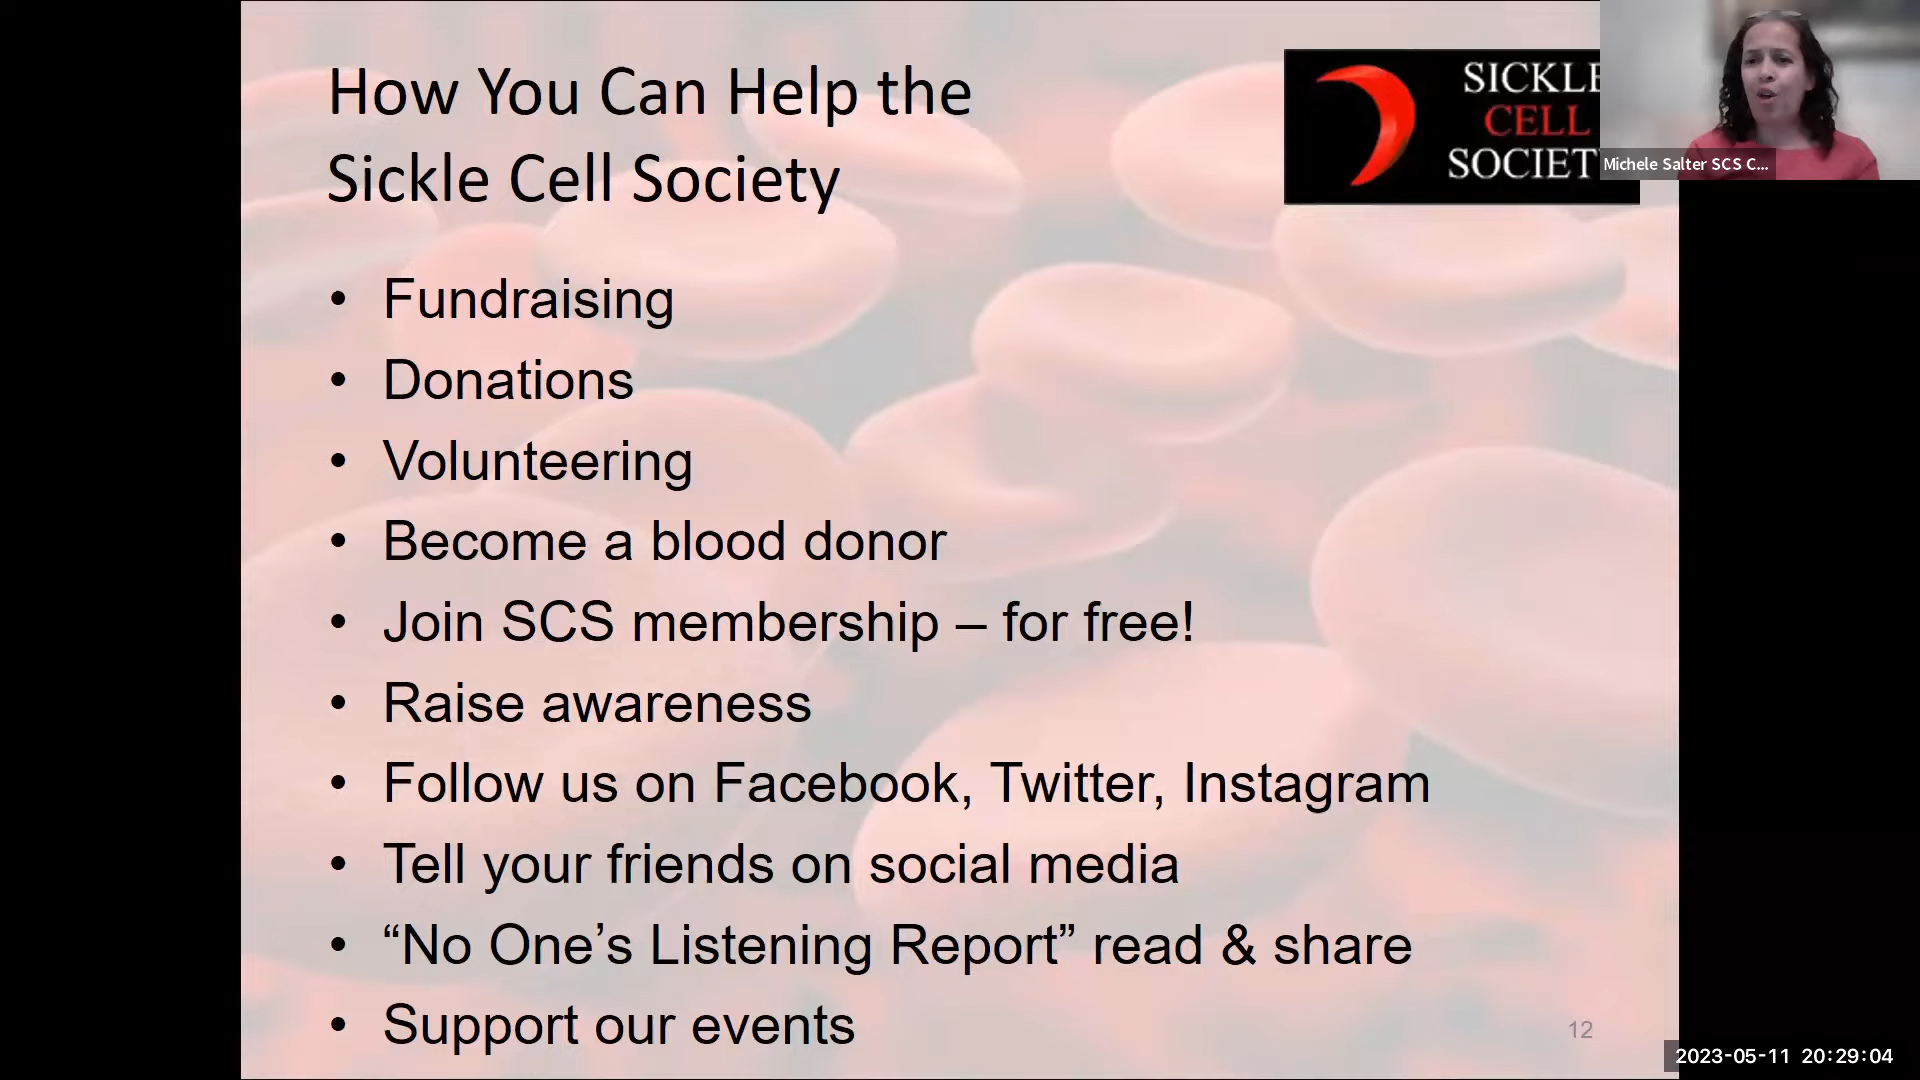 How You Can Help the
Sickle Cell Society
SICKLE
CELL
SOCIET
Michele Salter SCS C...
• Fundraising
• Donations
• Volunteering
• Become a blood donor
• Join SCS membership – for free!
• Raise awareness
• Follow us on Facebook, Twitter, Instagram
• Tell your friends on social media
• “No One’s Listening Report” read & share
• Support our events
12
2023-05-11 20:29:04